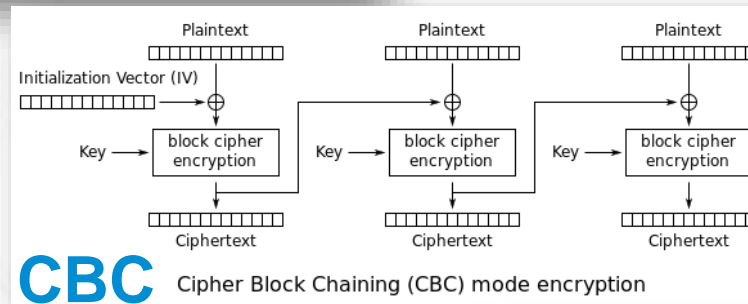 Plaintext Plaintext Plaintext
Initialization Vector (IV)
Key block cipher encryption Key block cipher encryption Key block cipher encryption
Ciphertext Ciphertext Ciphertext
CBC Cipher Block Chaining (CBC) mode encryption